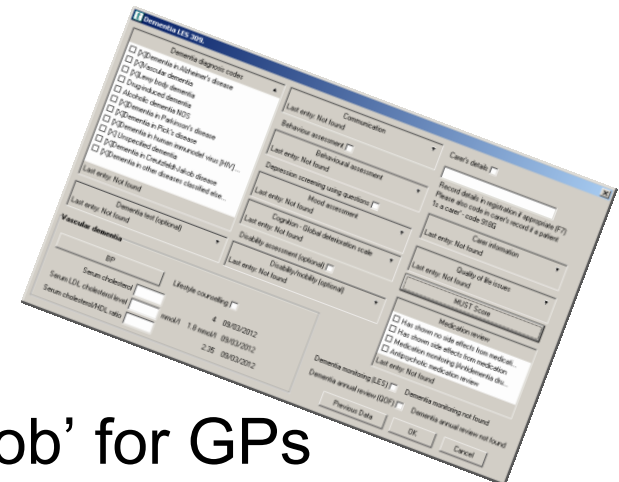 Dementia LES 309.
Dementia diagnosis codes
[X]Dementia in Alzheimer's disease
[X]Vascular dementia
[X]Lewy body dementia
Drug-induced dementia
Alcoholic dementia NOS
[X]Dementia in Parkinson's disease
[X]Dementia in Pick's disease
[X]Dementia in human immunodef virus [HIV] ...
[X] Unspecified dementia
[X]Dementia in Creutzfeldt-Jakob disease
[X]Dementia in other diseases classified else...
Last entry: Not found
Dementia test (optional)
Last entry: Not found
Vascular dementia
BP
Serum cholesterol
Serum LDL cholesterol level
Serum cholesterol/HDL ratio
Lifestyle counselling
4 09/03/2012
mmol/l 1.8 mmol/l 09/03/2012
2.35 09/03/2012
Communication
Last entry: Not found
Behaviour assessment
Behavioural assessment
Last entry: Not found
Depression screening using questions
Mood assessment
Last entry: Not found
Cognition - Global deterioration scale
Last entry: Not found
Disability assessment (optional)
Disability/mobility (optional)
Last entry: Not found
Carer's details
Record details in registration if appropriate (F7)
Please also code in carer's record if a patient
'Is a carer' - code
Carer information
Last entry: Not found
Quality of life issues
Last entry: Not found
MUST Score
Medication review
Has shown no side effects from medicati...
Has shown side effects from medication
Medication monitoring (Antidementia dru...
Antipsychotic medication review
Last entry: Not found
Dementia monitoring (LES)
Dementia monitoring not found
Dementia annual review (QOF)
Dementia annual review not found
Previous Data
OK
Cancel
ob’ for GPs